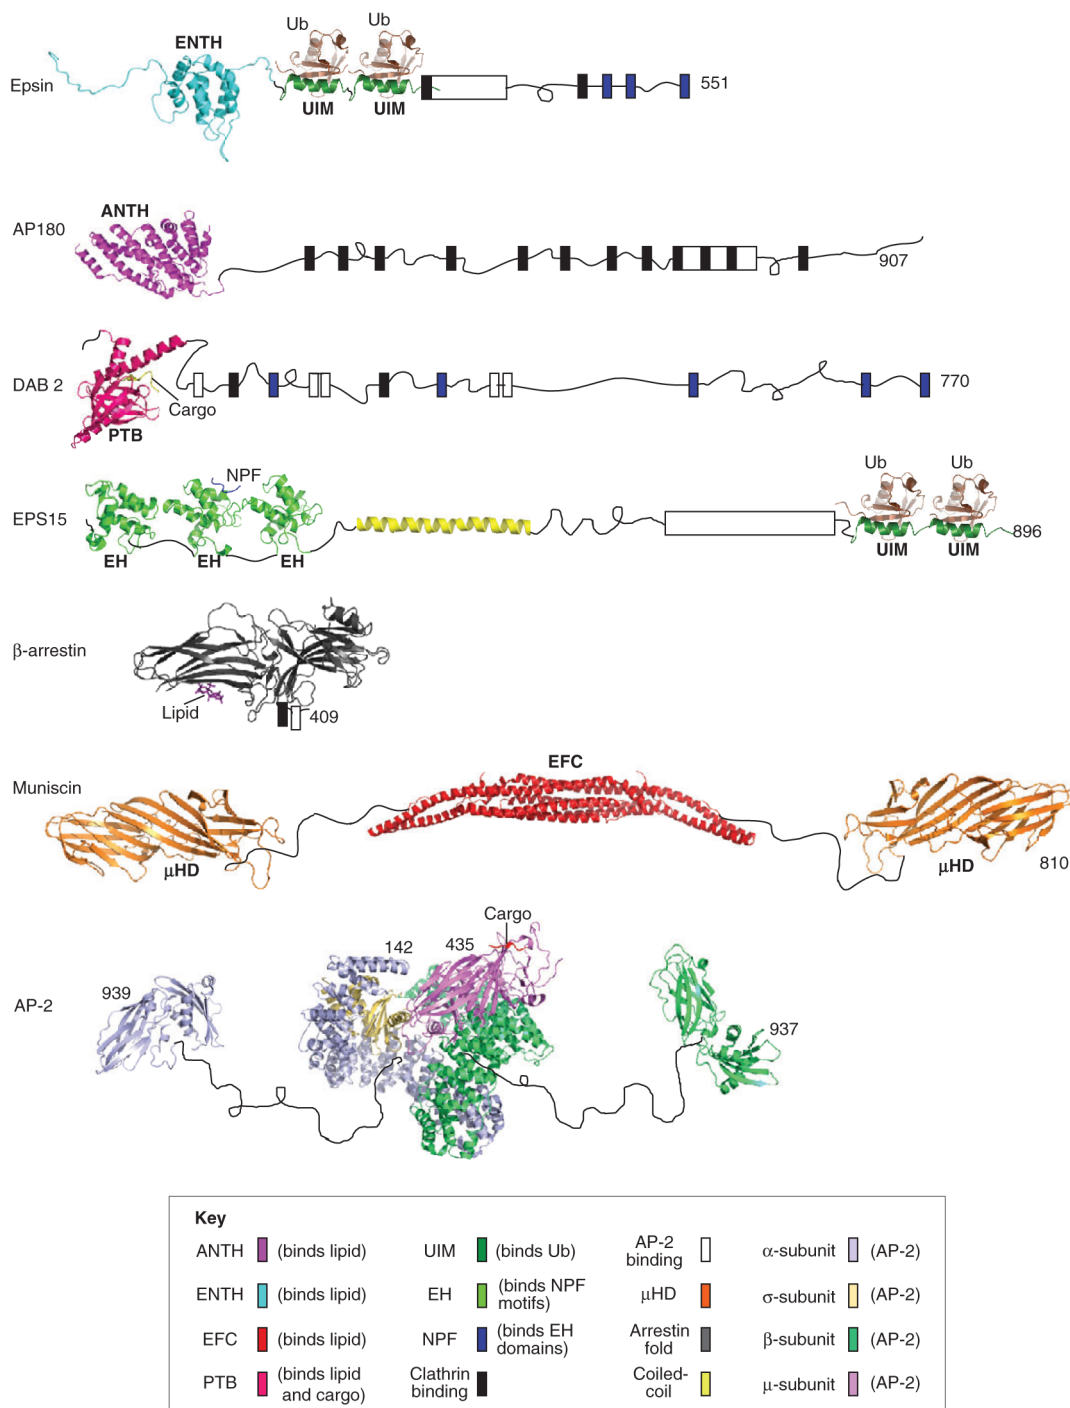 Ub
Ub
ENTH
Epsin
UIM
UIM
551
ANTH
AP180
907
DAB 2
Cargo
PTB
770
NPF
Ub
Ub
EPS15
EH
EH
EH
UIM
UIM
896
β-arrestin
Lipid
409
EFC
Muniscin
μHD
μHD
810
Cargo
142
435
939
AP-2
937
Key
ANTH (binds lipid)
ENTH (binds lipid)
EFC (binds lipid)
PTB (binds lipid
and cargo)
UIM (binds Ub)
EH (binds NPF
motifs)
NPF (binds EH
domains)
Clathrin
binding
AP-2
binding
μHD
Arrestin
fold
Coiled-
coil
α-subunit (AP-2)
σ-subunit (AP-2)
β-subunit (AP-2)
μ-subunit (AP-2)